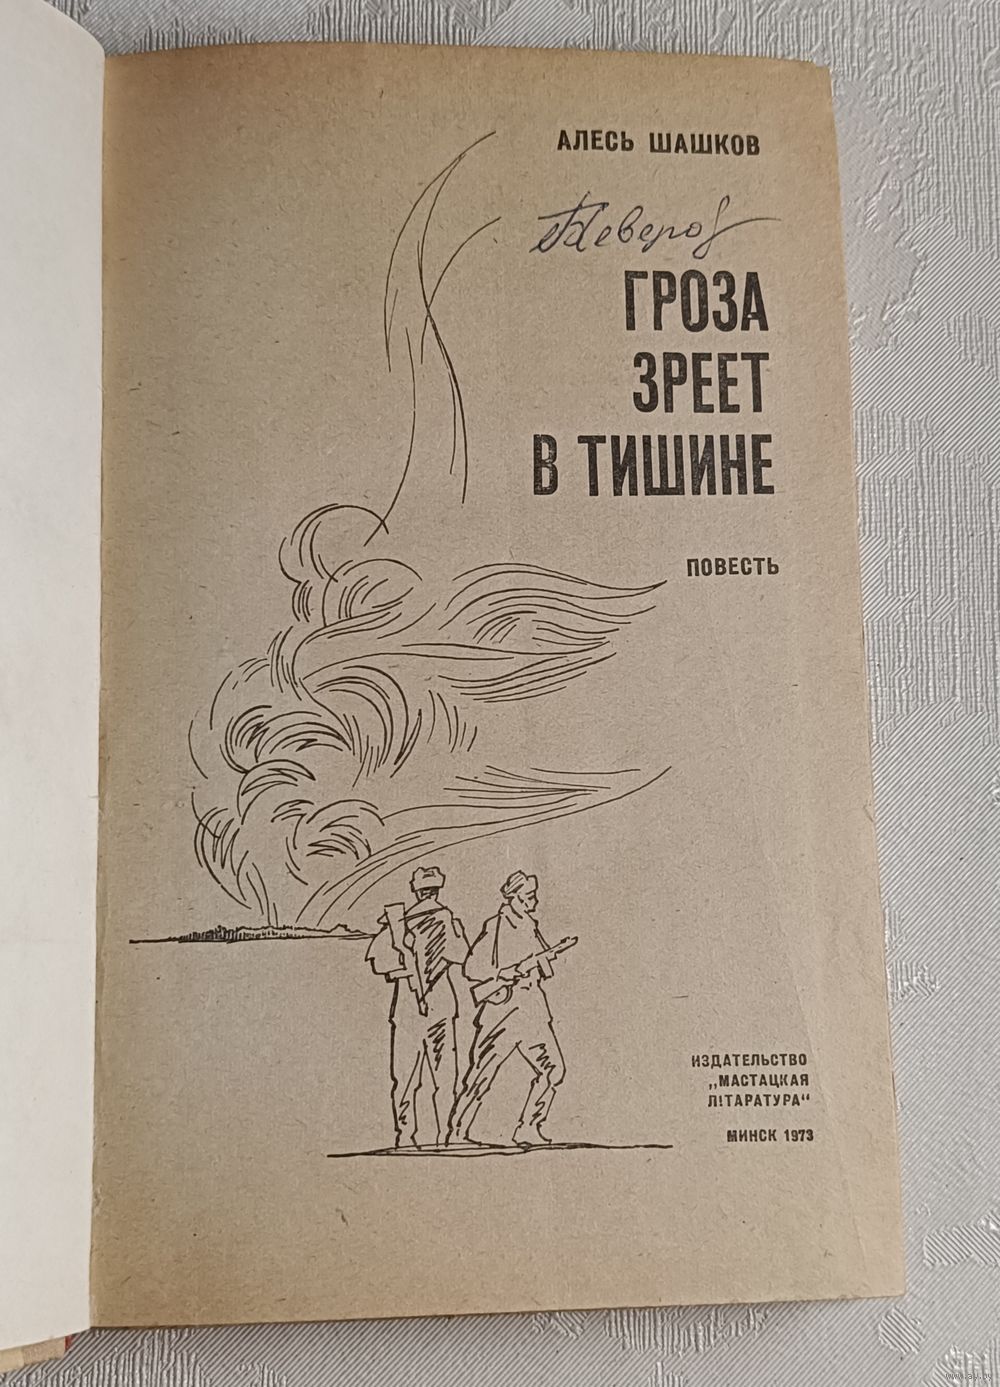 АЛЕСЬ ШАШКОВ
ГРОЗА
ЗРЕЕТ
В ТИШИНЕ
ПОВЕСТЬ
ИЗДАТЕЛЬСТВО
„МАСТАЦКАЯ
ЛІТАРАТУРА“
МИНСК 1973